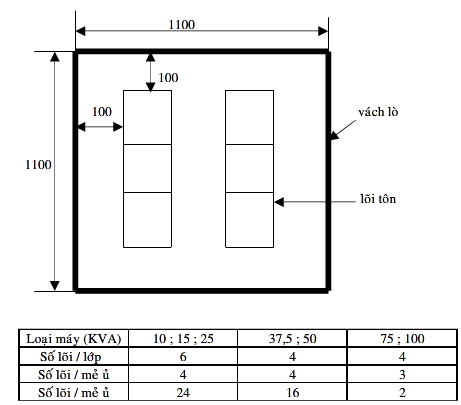 1100
100
100
vách lò
1100
lõi tôn
Loại máy (KVA) 10 ; 15 ; 25 37,5 ; 50 75 ; 100
Số lõi / lớp 6 4 4
Số lõi / mẻ ủ 4 4 3
Số lõi / mẻ ủ 24 16 2